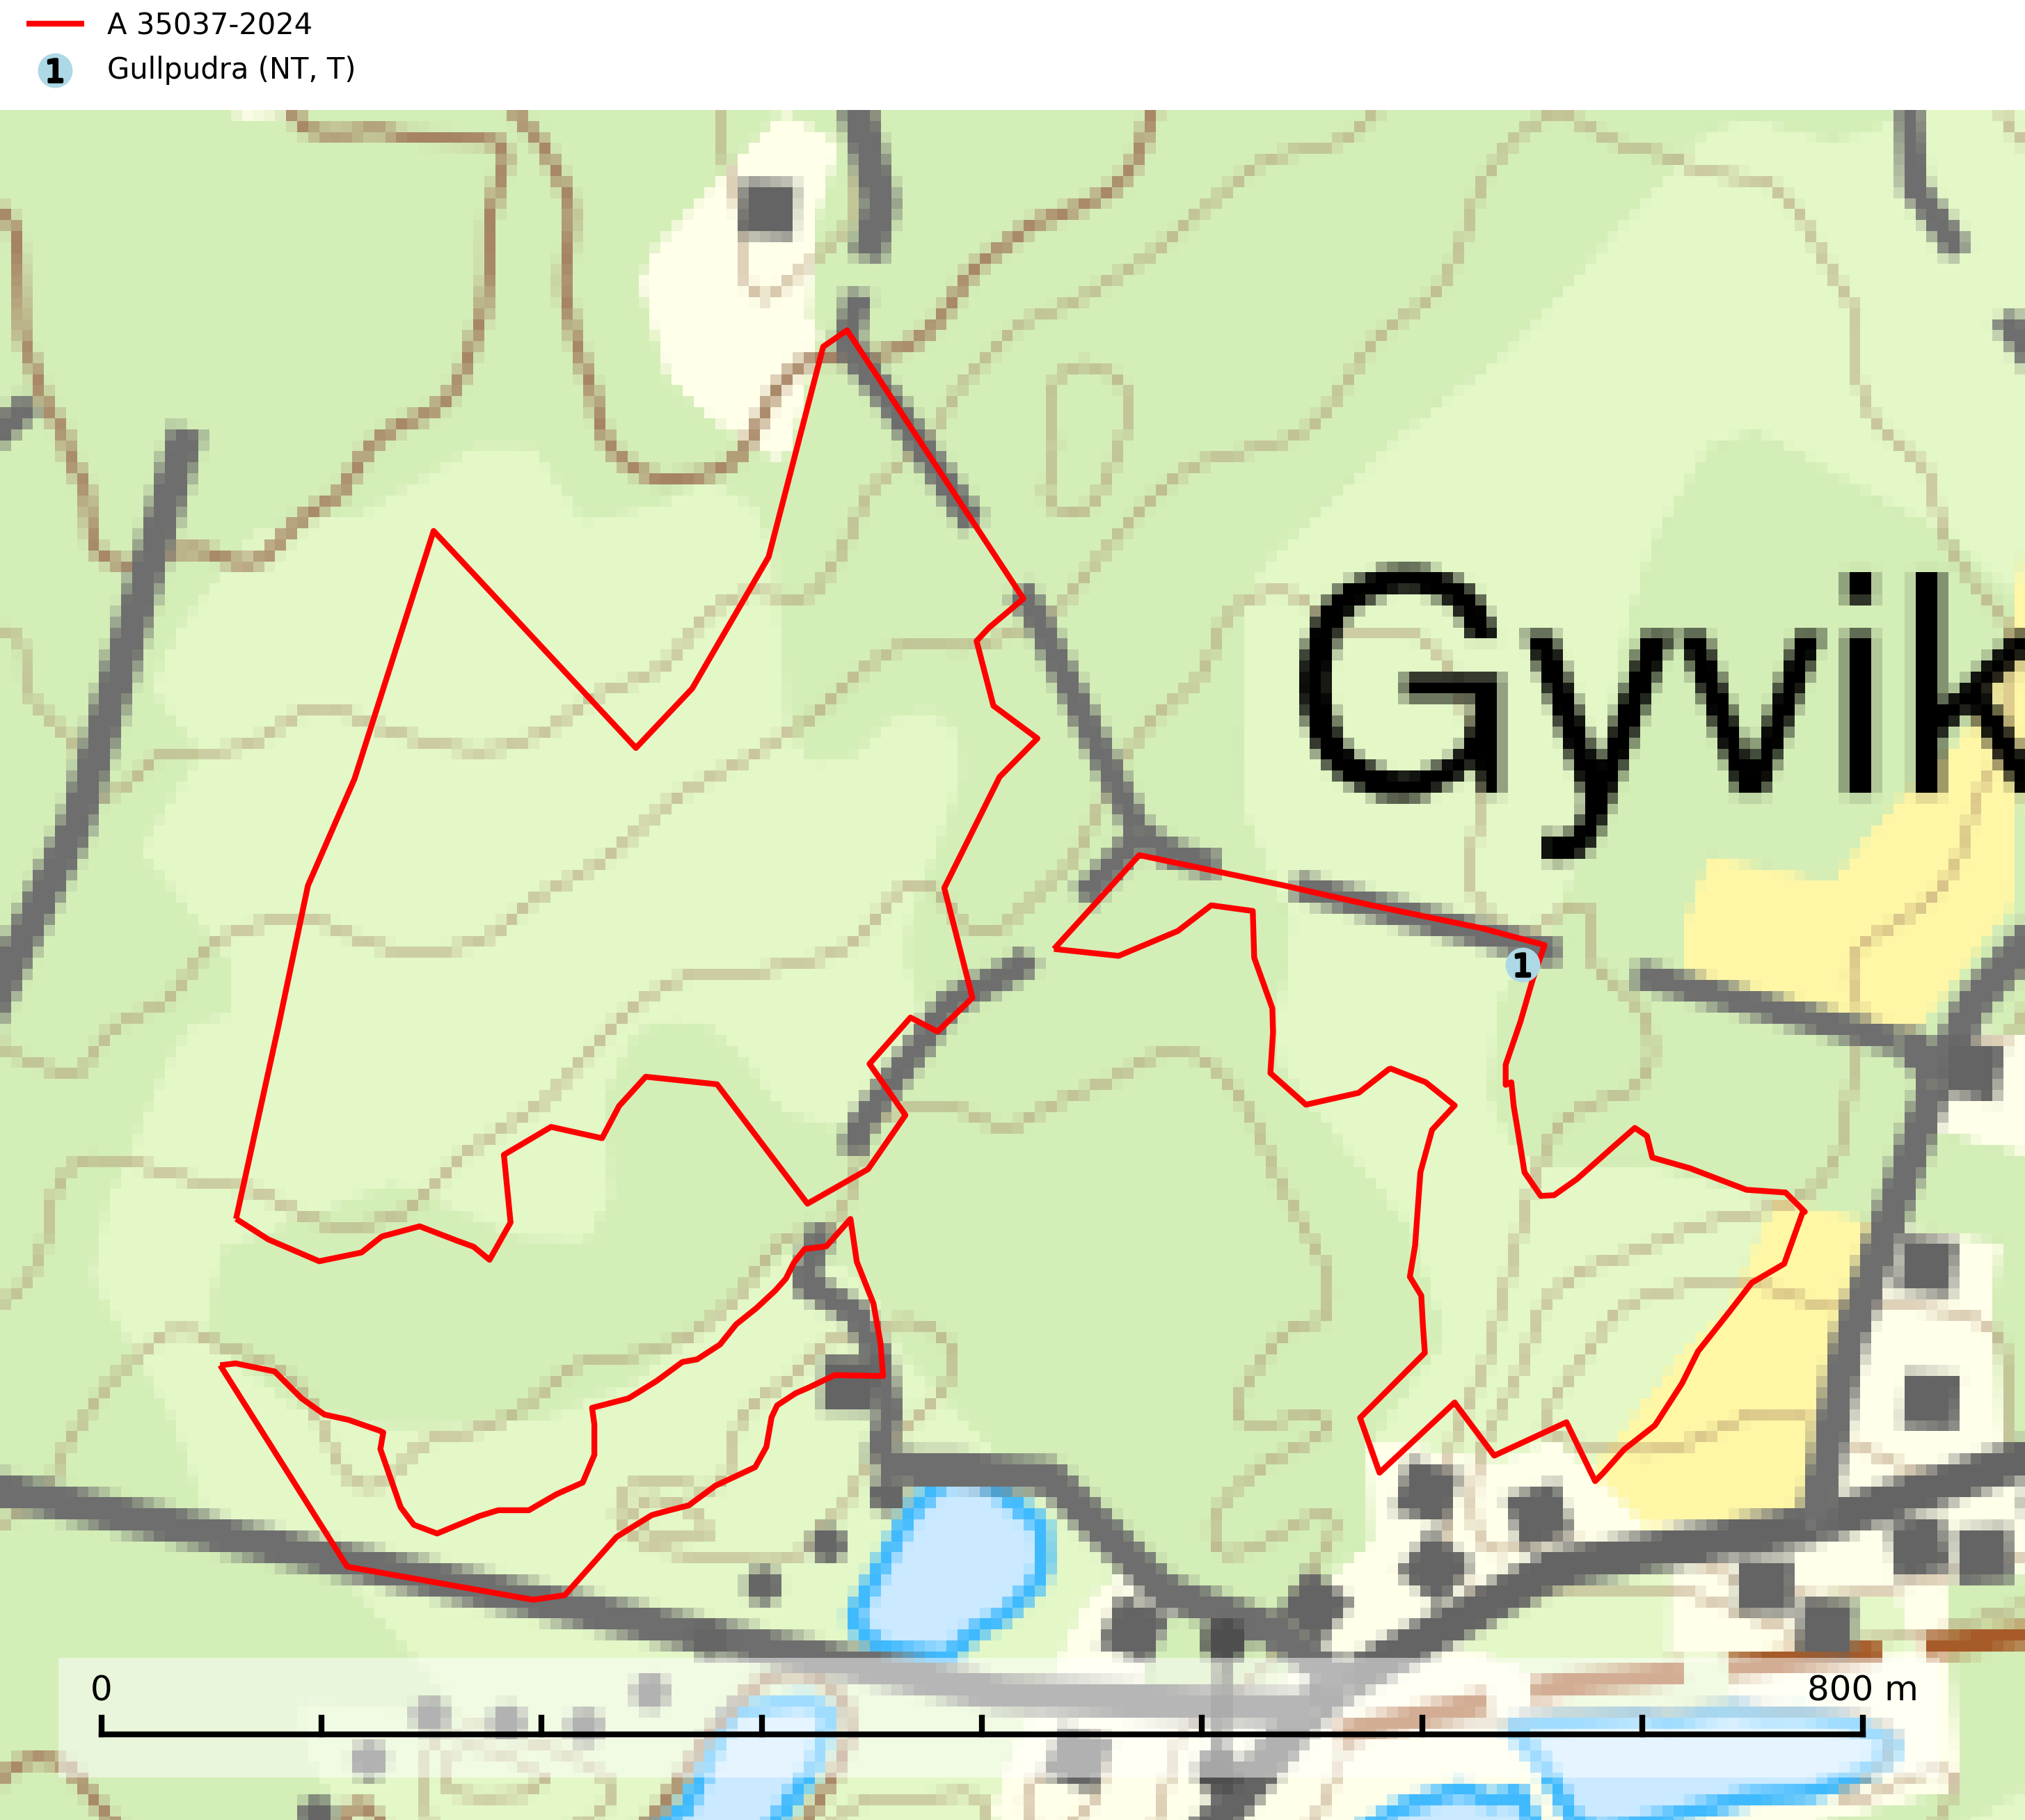 A 35037-2024
1 Gullpudra (NT, T)
Gyvik
1
0 800 m